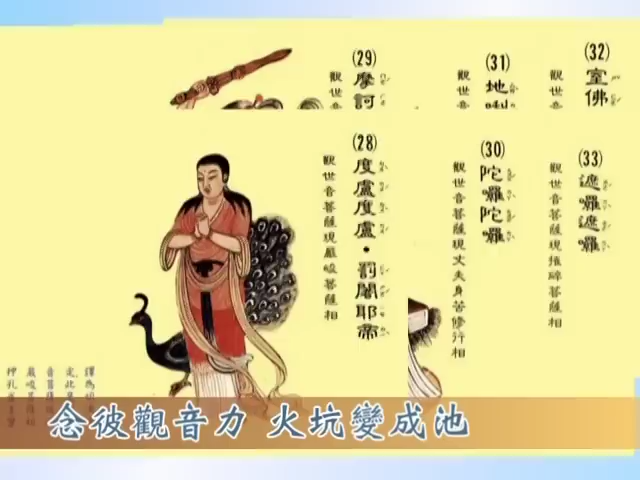 (32)
室佛
觀世音
(31)
地唎
觀世音
(29)
摩訶
觀世音
(33)
遮囉遮囉
觀世音菩薩現摧碎菩薩相
(30)
陀囉陀囉
觀世音菩薩現丈夫身苦修行相
(28)
度盧度盧·罰闍耶帝
觀世音菩薩現嚴峻菩薩相
念彼觀音力 火坑變成池